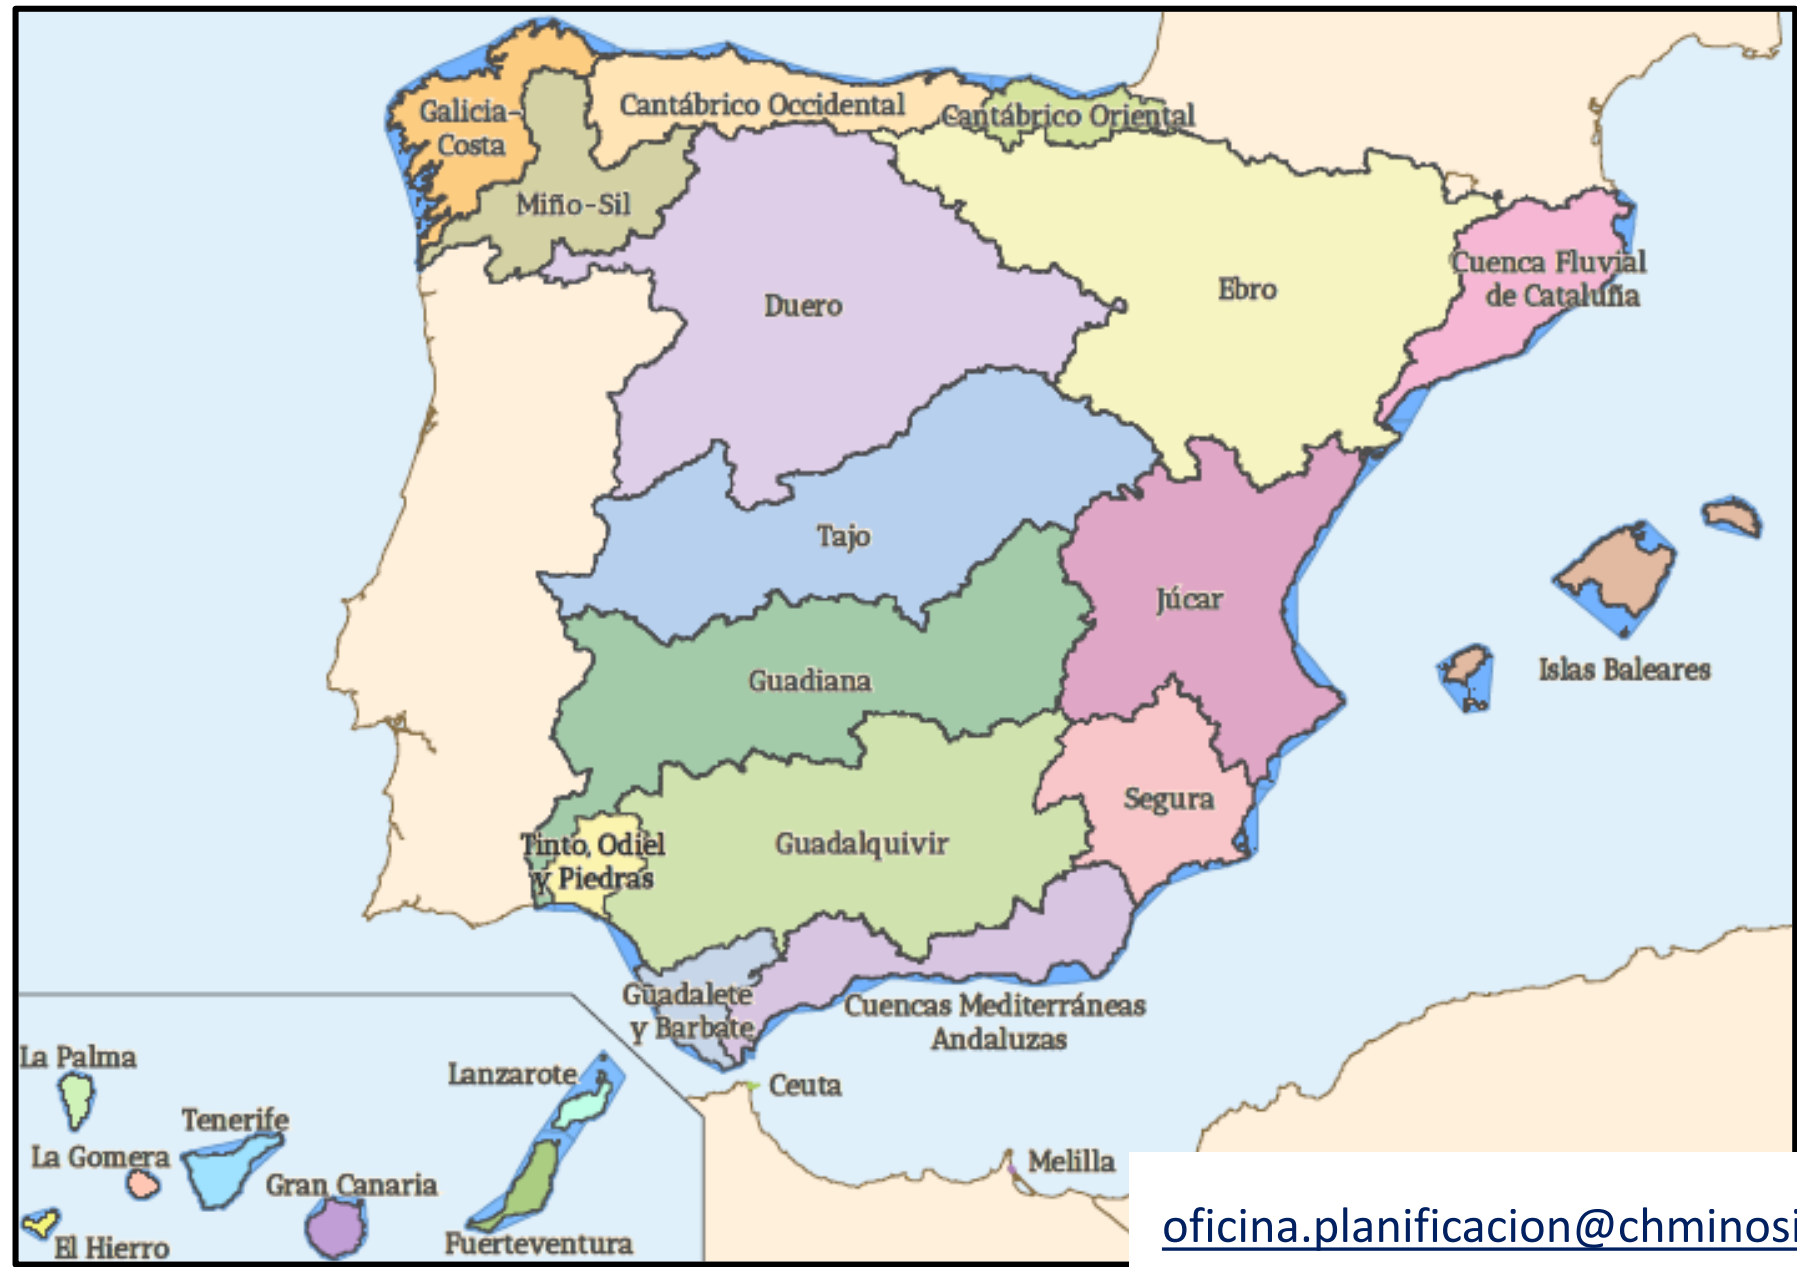 Galicia-
Costa
Cantábrico Occidental
Cantábrico Oriental
Miño-Sil
Duero
Ebro
Cuenca Fluvial
de Cataluña
Tajo
Júcar
Islas Baleares
Guadiana
Segura
Guadalquivir
Tinto, Odiel
y Piedras
Guadalete
y Barbate
Cuencas Mediterráneas
Andaluzas
Ceuta
Melilla
La Palma
Lanzarote
Tenerife
La Gomera
Gran Canaria
El Hierro
Fuerteventura
oficina.planificacion@chminosi